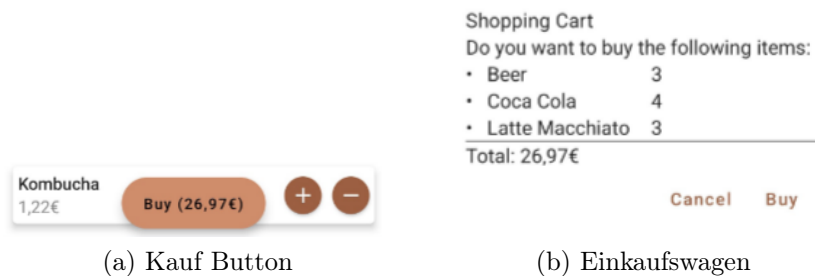 Kombucha
1,22€
Buy (26,97€)
+
−
(a) Kauf Button
Shopping Cart
Do you want to buy the following items:
• Beer 3
• Coca Cola 4
• Latte Macchiato 3
Total: 26,97€
Cancel Buy
(b) Einkaufswagen